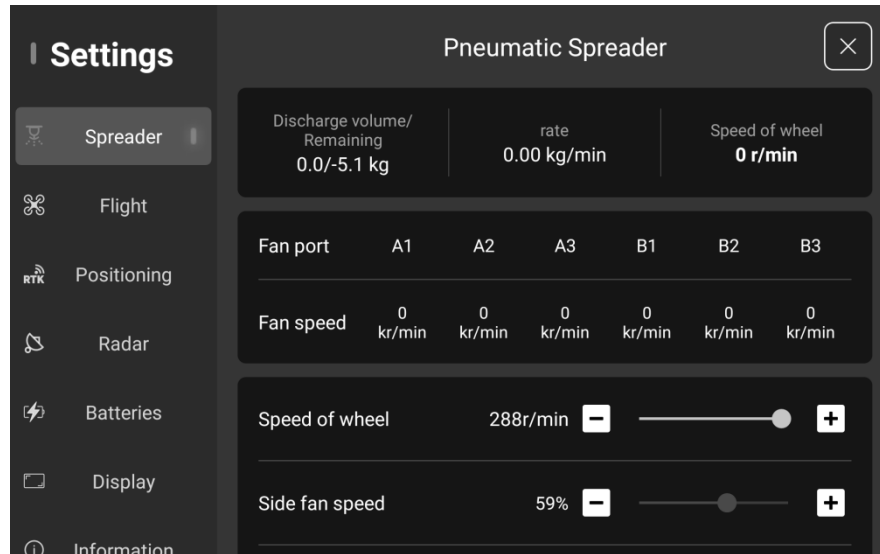 Settings
Pneumatic Spreader
Spreader
Flight
RTK Positioning
Radar
Batteries
Display
Information
Discharge volume/
Remaining
0.0/-5.1 kg
rate
0.00 kg/min
Speed of wheel
0 r/min
Fan port A1 A2 A3 B1 B2 B3
Fan speed 0 kr/min 0 kr/min 0 kr/min 0 kr/min 0 kr/min 0 kr/min
Speed of wheel 288r/min - +
Side fan speed 59% - +